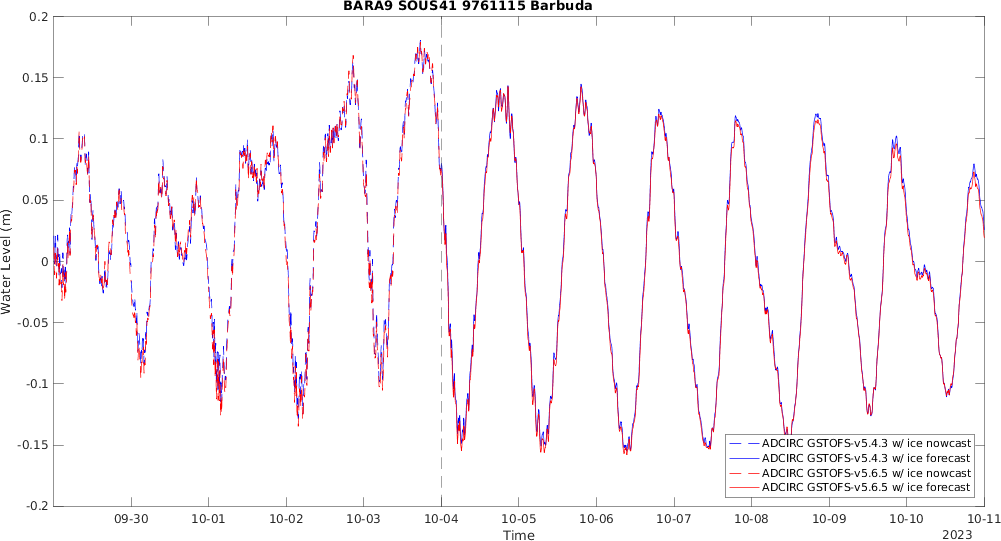 BARA9 SOUS41 9761115 Barbuda
0.2
0.15
0.1
0.05
0
-0.05
-0.1
-0.15
-0.2
Water Level (m)
09-30 10-01 10-02 10-03 10-04 10-05 10-06 10-07 10-08 10-09 10-10 10-11
Time
2023
ADCIRC GSTOFS-v5.4.3 w/ ice nowcast
ADCIRC GSTOFS-v5.4.3 w/ ice forecast
ADCIRC GSTOFS-v5.6.5 w/ ice nowcast
ADCIRC GSTOFS-v5.6.5 w/ ice forecast